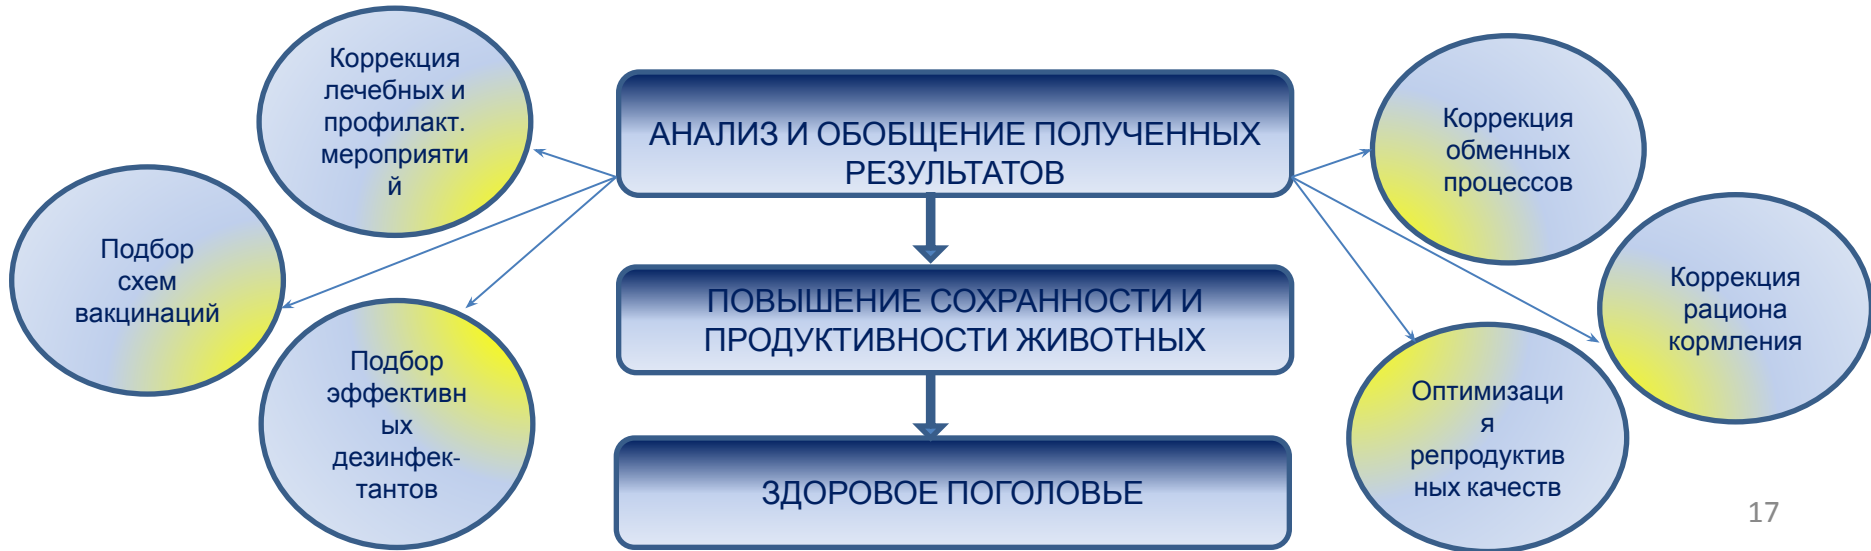 Коррекция
лечебных и
профилакт.
мероприяти
й
Подбор
схем
вакцинаций
Подбор
эффективн
ых
дезинфек-
тантов
АНАЛИЗ И ОБОБЩЕНИЕ ПОЛУЧЕННЫХ
РЕЗУЛЬТАТОВ
ПОВЫШЕНИЕ СОХРАННОСТИ И
ПРОДУКТИВНОСТИ ЖИВОТНЫХ
ЗДОРОВОЕ ПОГОЛОВЬЕ
Коррекция
обменных
процессов
Коррекция
рациона
кормления
Оптимизаци
я
репродуктив
ных качеств
17